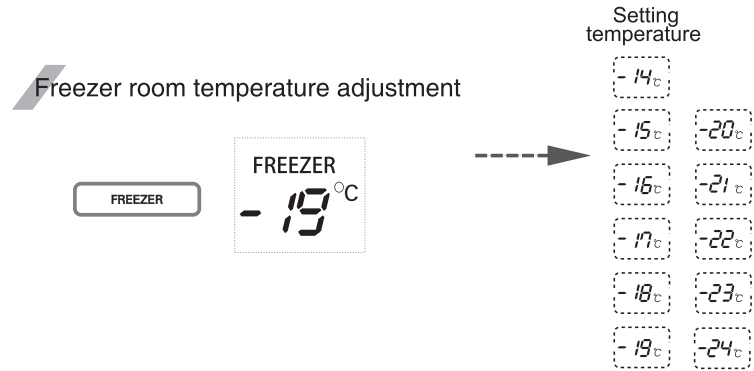 Setting
temperature
Freezer room temperature adjustment
FREEZER
FREEZER
-19 °C
-14 °C
-15 °C -20 °C
-16 °C -21 °C
-17 °C -22 °C
-18 °C -23 °C
-19 °C -24 °C